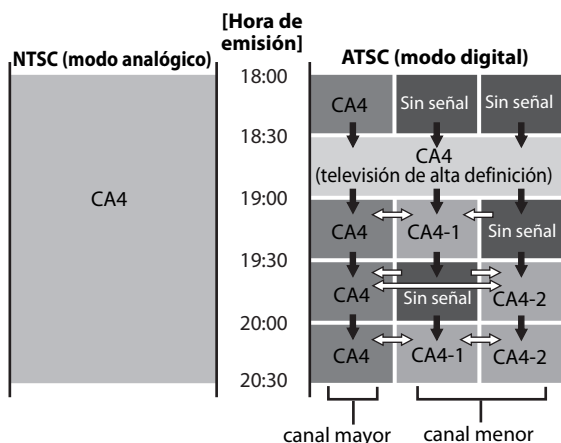 [Hora de
emisión]
NTSC (modo analógico)
ATSC (modo digital)
18:00
CA4
Sin señal
Sin señal
18:30
CA4
(televisión de alta definición)
CA4
19:00
CA4
CA4-1
Sin señal
19:30
CA4
Sin señal
CA4-2
20:00
CA4
CA4-1
CA4-2
20:30
canal mayor
canal menor